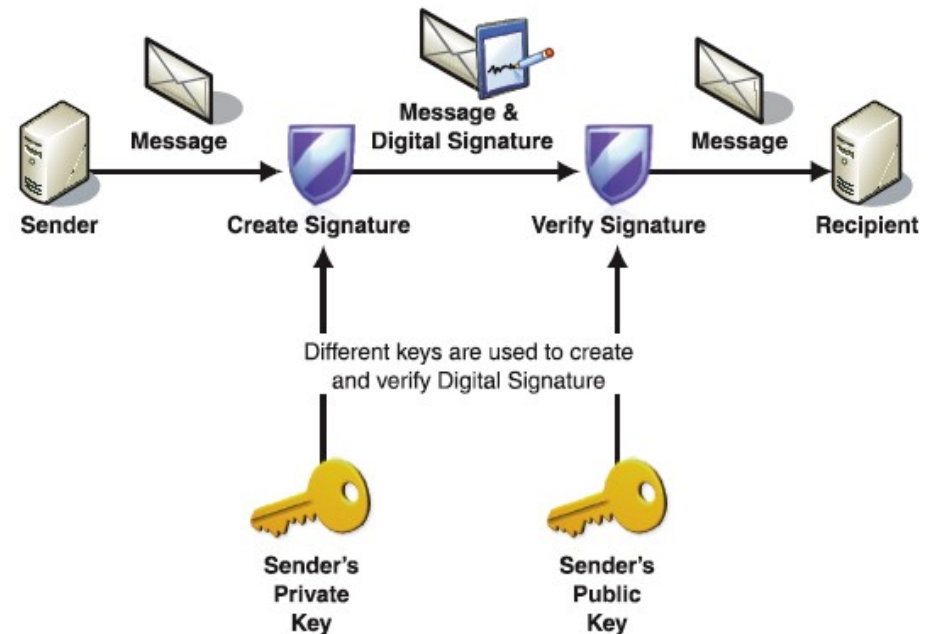 Message
Message &
Digital Signature
Message
Sender
Create Signature
Verify Signature
Recipient
Different keys are used to create
and verify Digital Signature
Sender's
Private
Key
Sender's
Public
Key